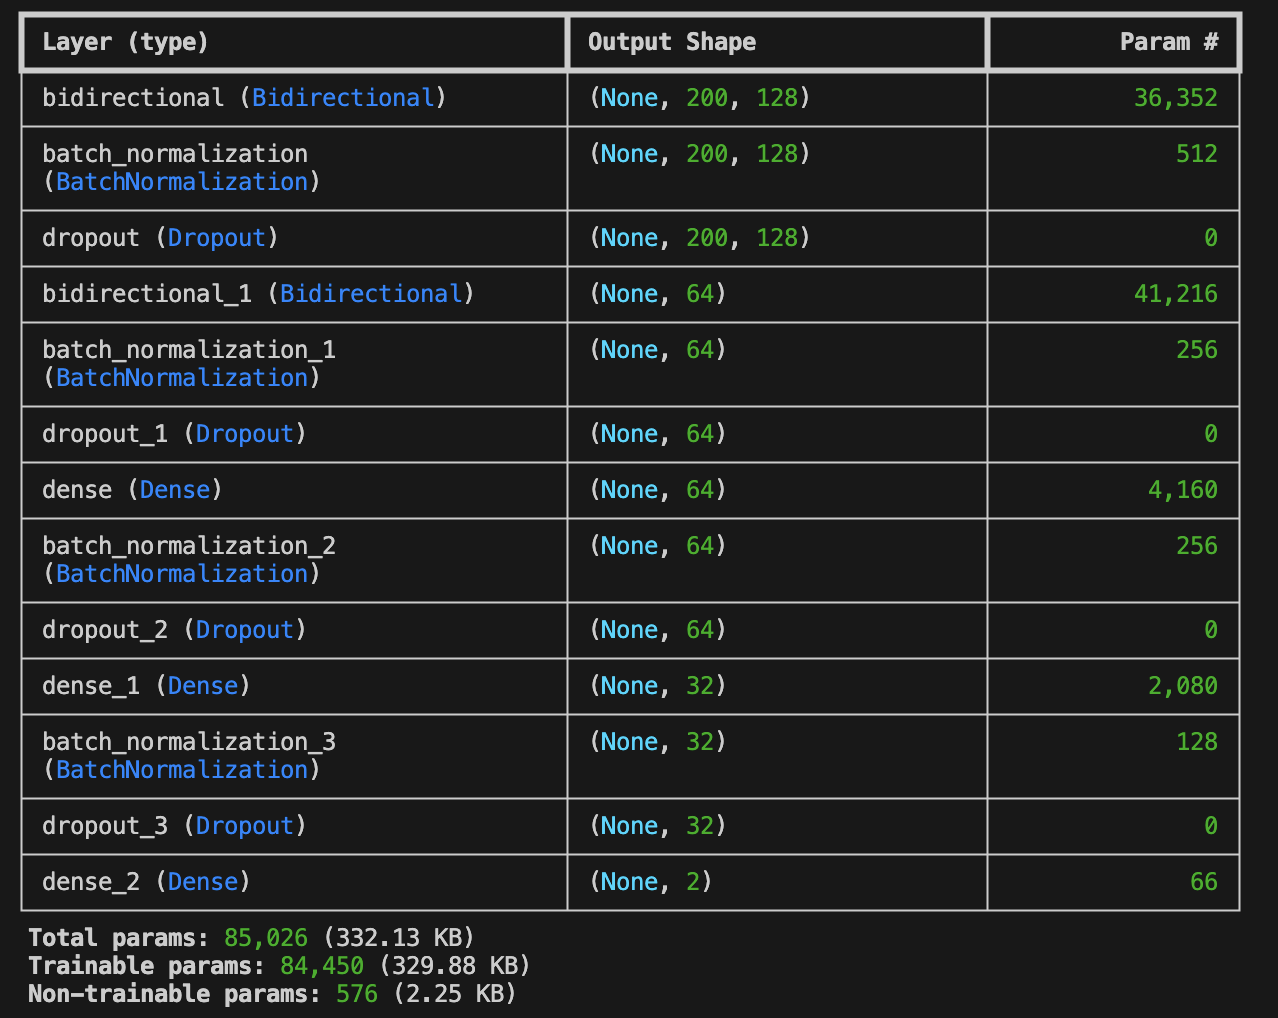 Layer (type) Output Shape Param #
bidirectional (Bidirectional) (None, 200, 128) 36,352
batch_normalization (None, 200, 128) 512
(BatchNormalization)
dropout (Dropout) (None, 200, 128) 0
bidirectional_1 (Bidirectional) (None, 64) 41,216
batch_normalization_1 (None, 64) 256
(BatchNormalization)
dropout_1 (Dropout) (None, 64) 0
dense (Dense) (None, 64) 4,160
batch_normalization_2 (None, 64) 256
(BatchNormalization)
dropout_2 (Dropout) (None, 64) 0
dense_1 (Dense) (None, 32) 2,080
batch_normalization_3 (None, 32) 128
(BatchNormalization)
dropout_3 (Dropout) (None, 32) 0
dense_2 (Dense) (None, 2) 66
Total params: 85,026 (332.13 KB)
Trainable params: 84,450 (329.88 KB)
Non-trainable params: 576 (2.25 KB)